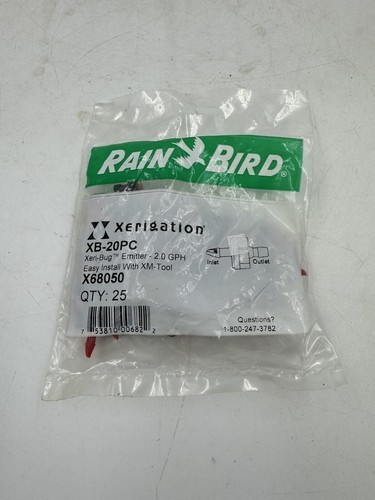 RAIN BIRD®
Xerigation®
XB-20PC
Xeri-Bug™ Emitter - 2.0 GPH
Easy Install With XM-Tool
X68050
QTY: 25
Inlet
Outlet
7 53810 00682 2
Questions?
1-800-247-3782